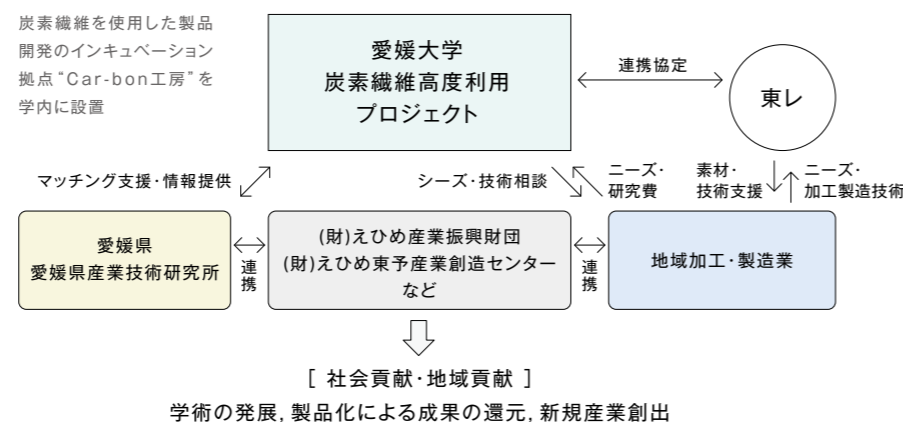 炭素繊維を使用した製品
開発のインキュベーション
拠点“Car-bon工房”を
学内に設置
愛媛大学
炭素繊維高度利用
プロジェクト
連携協定
東レ
マッチング支援・情報提供
シーズ・技術相談
ニーズ・
研究費
素材・
技術支援
ニーズ・
加工製造技術
愛媛県
愛媛県産業技術研究所
連携
(財)えひめ産業振興財団
(財)えひめ東予産業創造センター
など
連携
地域加工・製造業
[ 社会貢献・地域貢献 ]
学術の発展, 製品化による成果の還元, 新規産業創出